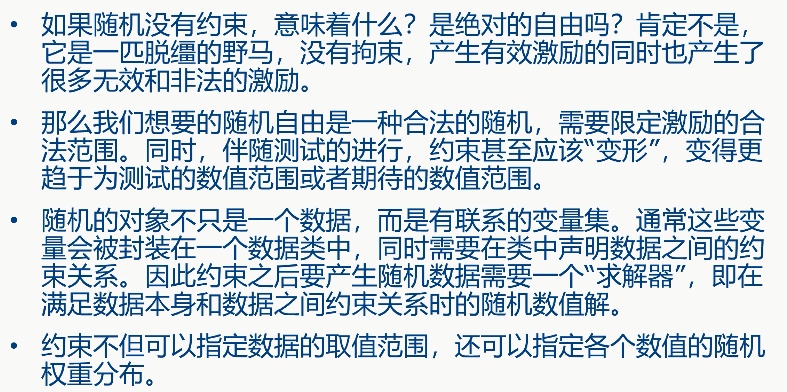 • 如果随机没有约束，意味着什么？是绝对的自由吗？肯定不是，
它是一匹脱缰的野马，没有拘束，产生有效激励的同时也产生了
很多无效和非法的激励。
• 那么我们想要的随机自由是一种合法的随机，需要限定激励的合
法范围。同时，伴随测试的进行，约束甚至应该“变形”，变得更
趋于为测试的数值范围或者期待的数值范围。
• 随机的对象不只是一个数据，而是有联系的变量集。通常这些变
量会被封装在一个数据类中，同时需要在类中声明数据之间的约
束关系。因此约束之后要产生随机数据需要一个“求解器”，即在
满足数据本身和数据之间约束关系时的随机数值解。
• 约束不但可以指定数据的取值范围，还可以指定各个数值的随机
权重分布。